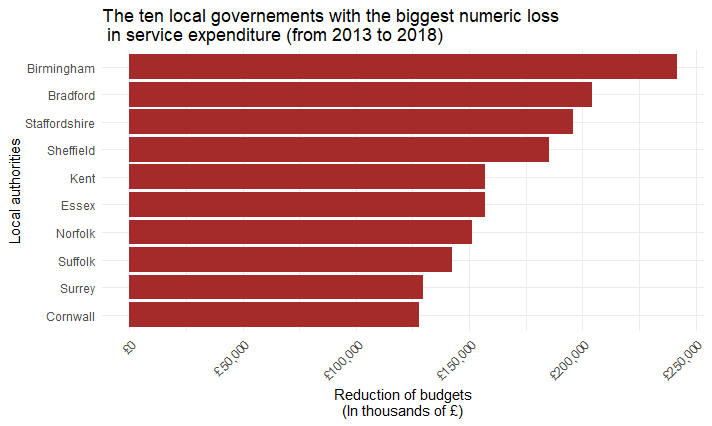 The ten local governements with the biggest numeric loss
in service expenditure (from 2013 to 2018)
Local authorities
Birmingham
Bradford
Staffordshire
Sheffield
Kent
Essex
Norfolk
Suffolk
Surrey
Cornwall
£0
£50,000
£100,000
£150,000
£200,000
£250,000
Reduction of budgets
(In thousands of £)